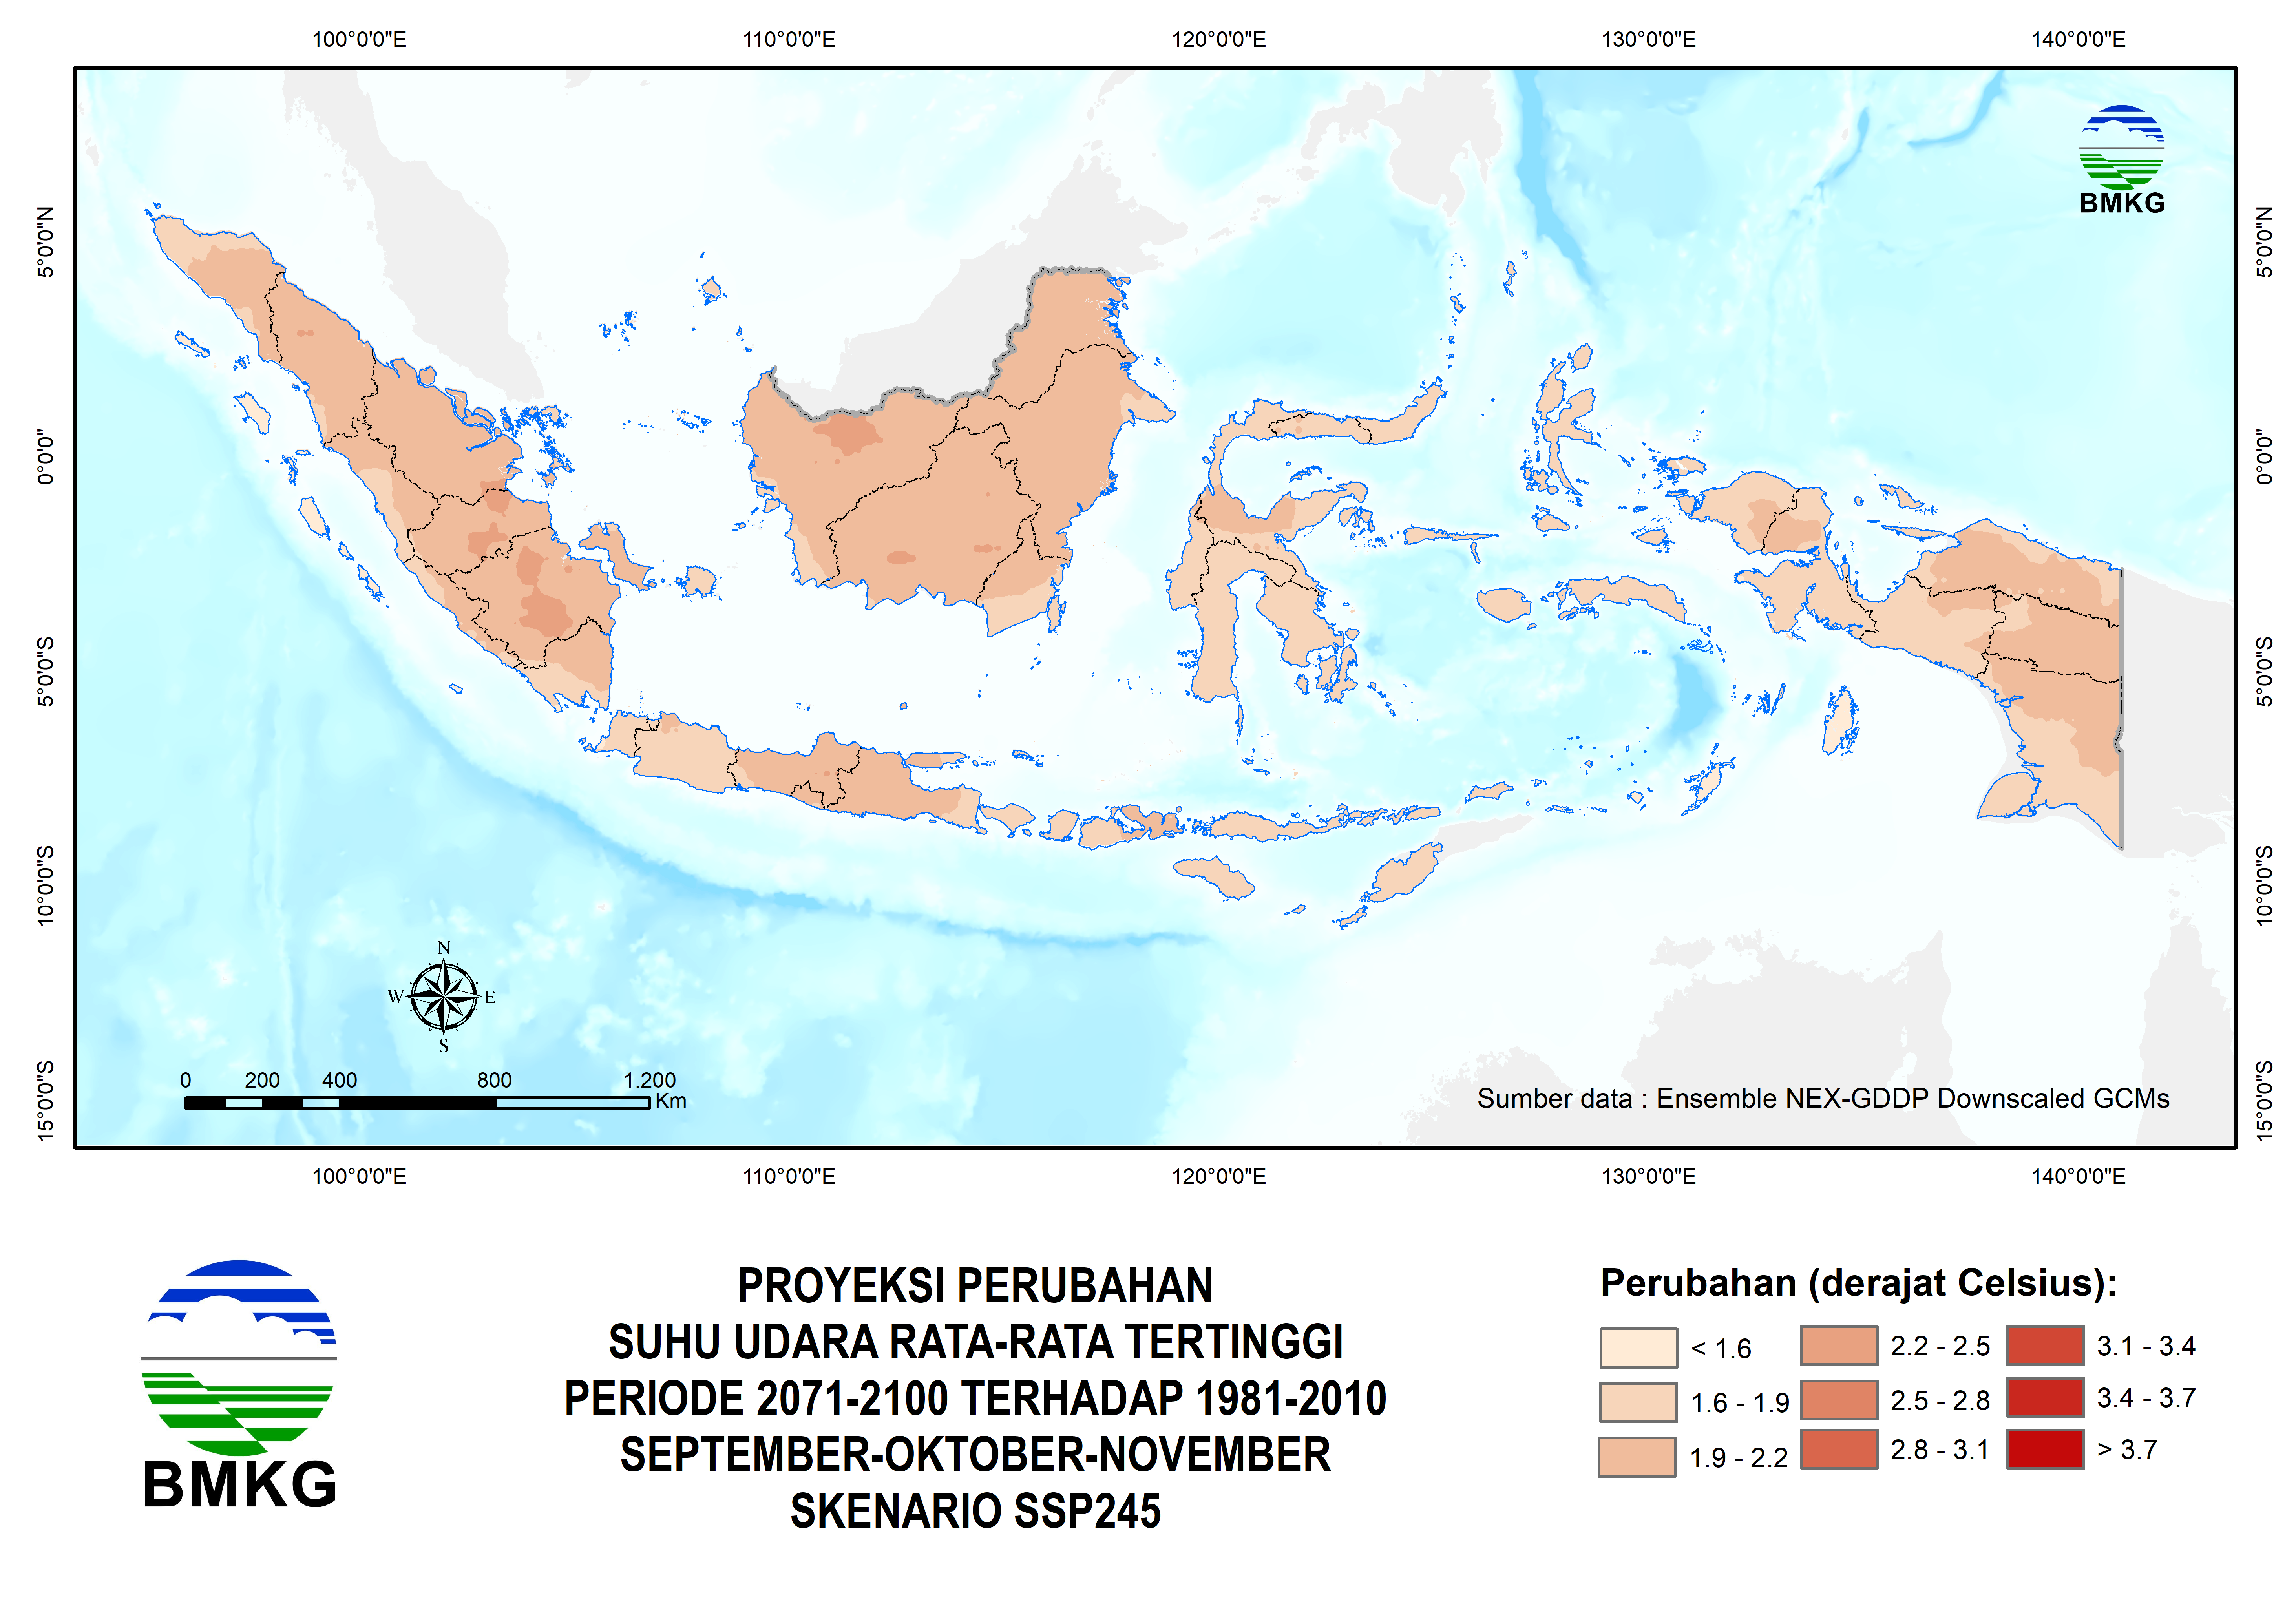 100°0'0"E 110°0'0"E 120°0'0"E 130°0'0"E 140°0'0"E
BMKG
5°0'0"N 5°0'0"N
0°0'0" 0°0'0"
5°0'0"S 5°0'0"S
10°0'0"S 10°0'0"S
N
W E
S
15°0'0"S 15°0'0"S
0 200 400 800 1.200
Km
Sumber data : Ensemble NEX-GDDP Downscaled GCMs
100°0'0"E 110°0'0"E 120°0'0"E 130°0'0"E 140°0'0"E
BMKG
PROYEKSI PERUBAHAN
SUHU UDARA RATA-RATA TERTINGGI
PERIODE 2071-2100 TERHADAP 1981-2010
SEPTEMBER-OKTOBER-NOVEMBER
SKENARIO SSP245
Perubahan (derajat Celsius):
< 1.6
1.6 - 1.9
1.9 - 2.2
2.2 - 2.5
2.5 - 2.8
2.8 - 3.1
3.1 - 3.4
3.4 - 3.7
> 3.7